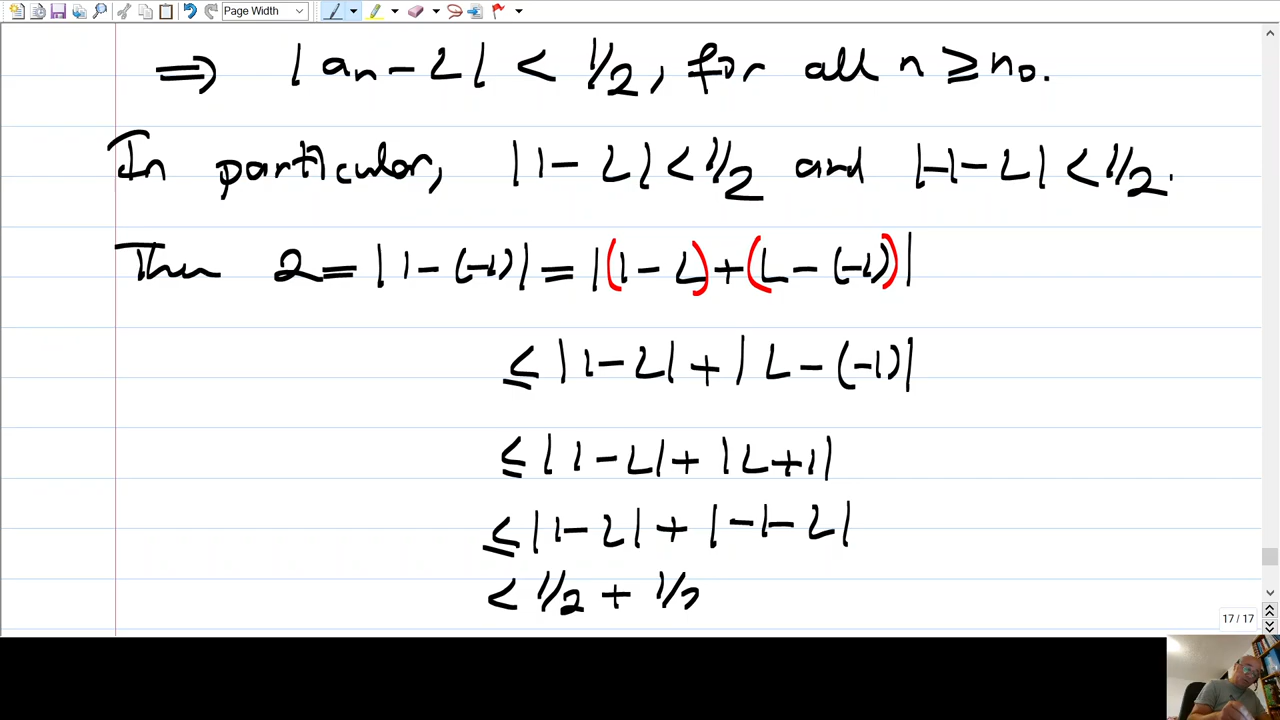 Page Width
⇒ |aₙ - L| < 1/2, for all n ≥ n₀.
In particular, |1 - L| < 1/2 and |-1 - L| < 1/2.
Then 2 = |1 - (-1)| = |(1 - L) + (L - (-1))|
≤ |1 - L| + |L - (-1)|
≤ |1 - L| + |L + 1|
≤ |1 - L| + |-1 - L|
< 1/2 + 1/2
17 / 17